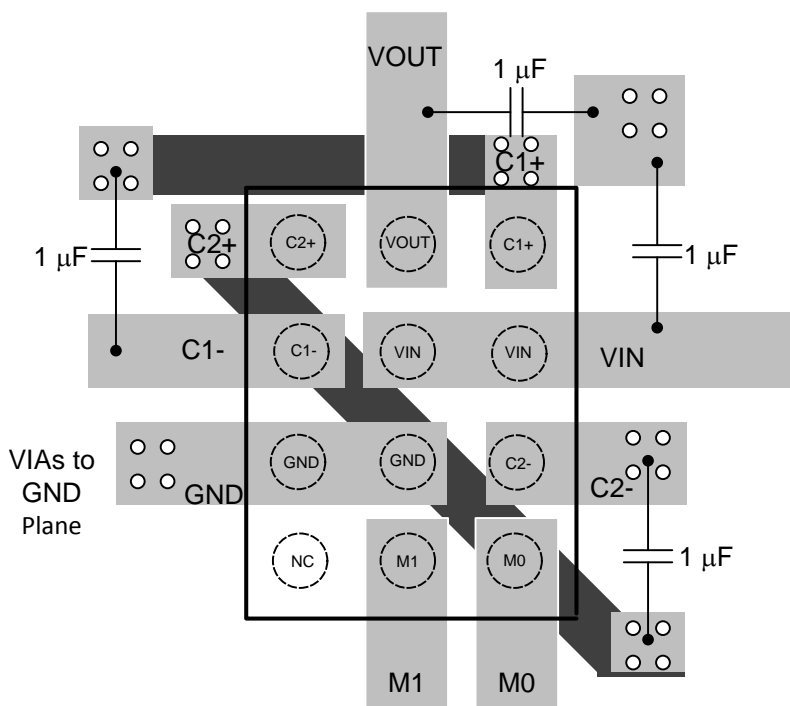 VOUT
1 μF
C1+
C2+
C2+
VOUT
C1+
1 μF
1 μF
C1-
C1-
VIN
VIN
VIN
VIAs to
GND
Plane
GND
GND
GND
C2-
C2-
NC
M1
M0
1 μF
M1
M0